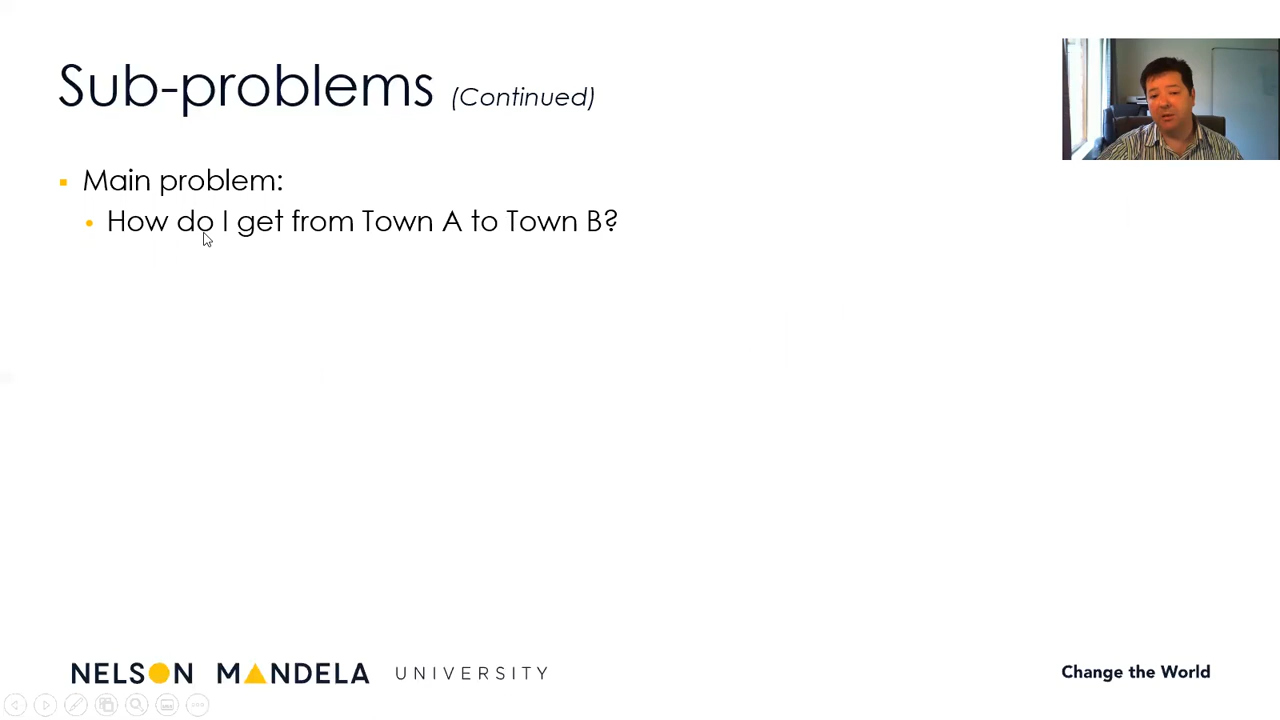 Sub-problems (Continued)
Main problem:
How do I get from Town A to Town B?
NELSON MANDELA UNIVERSITY
Change the World